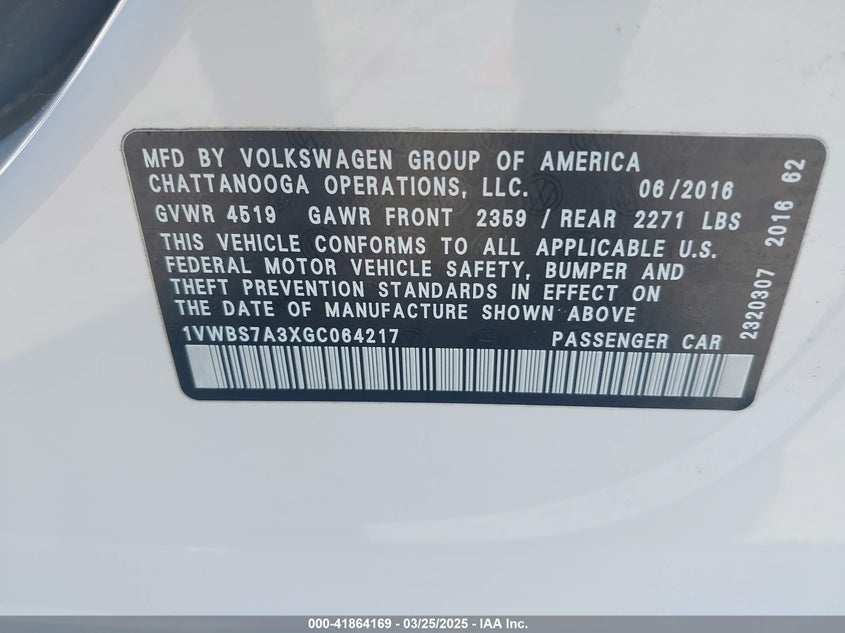 MFD BY VOLKSWAGEN GROUP OF AMERICA
CHATTANOOGA OPERATIONS, LLC. 06/2016
GVWR 4519 GAWR FRONT 2359 / REAR 2271 LBS
THIS VEHICLE CONFORMS TO ALL APPLICABLE U.S.
FEDERAL MOTOR VEHICLE SAFETY, BUMPER AND
THEFT PREVENTION STANDARDS IN EFFECT ON
THE DATE OF MANUFACTURE SHOWN ABOVE
1VWBS7A3XGC064217 PASSENGER CAR
2320307 2016 62
000-41864169 — 03/25/2025 — IAA Inc.